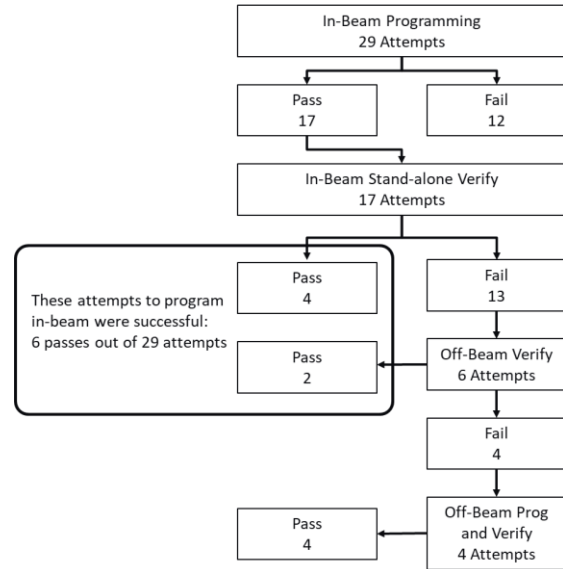 In-Beam Programming
29 Attempts
Pass
17
Fail
12
In-Beam Stand-alone Verify
17 Attempts
These attempts to program
in-beam were successful:
6 passes out of 29 attempts
Pass
4
Fail
13
Pass
2
Off-Beam Verify
6 Attempts
Fail
4
Pass
4
Off-Beam Prog
and Verify
4 Attempts